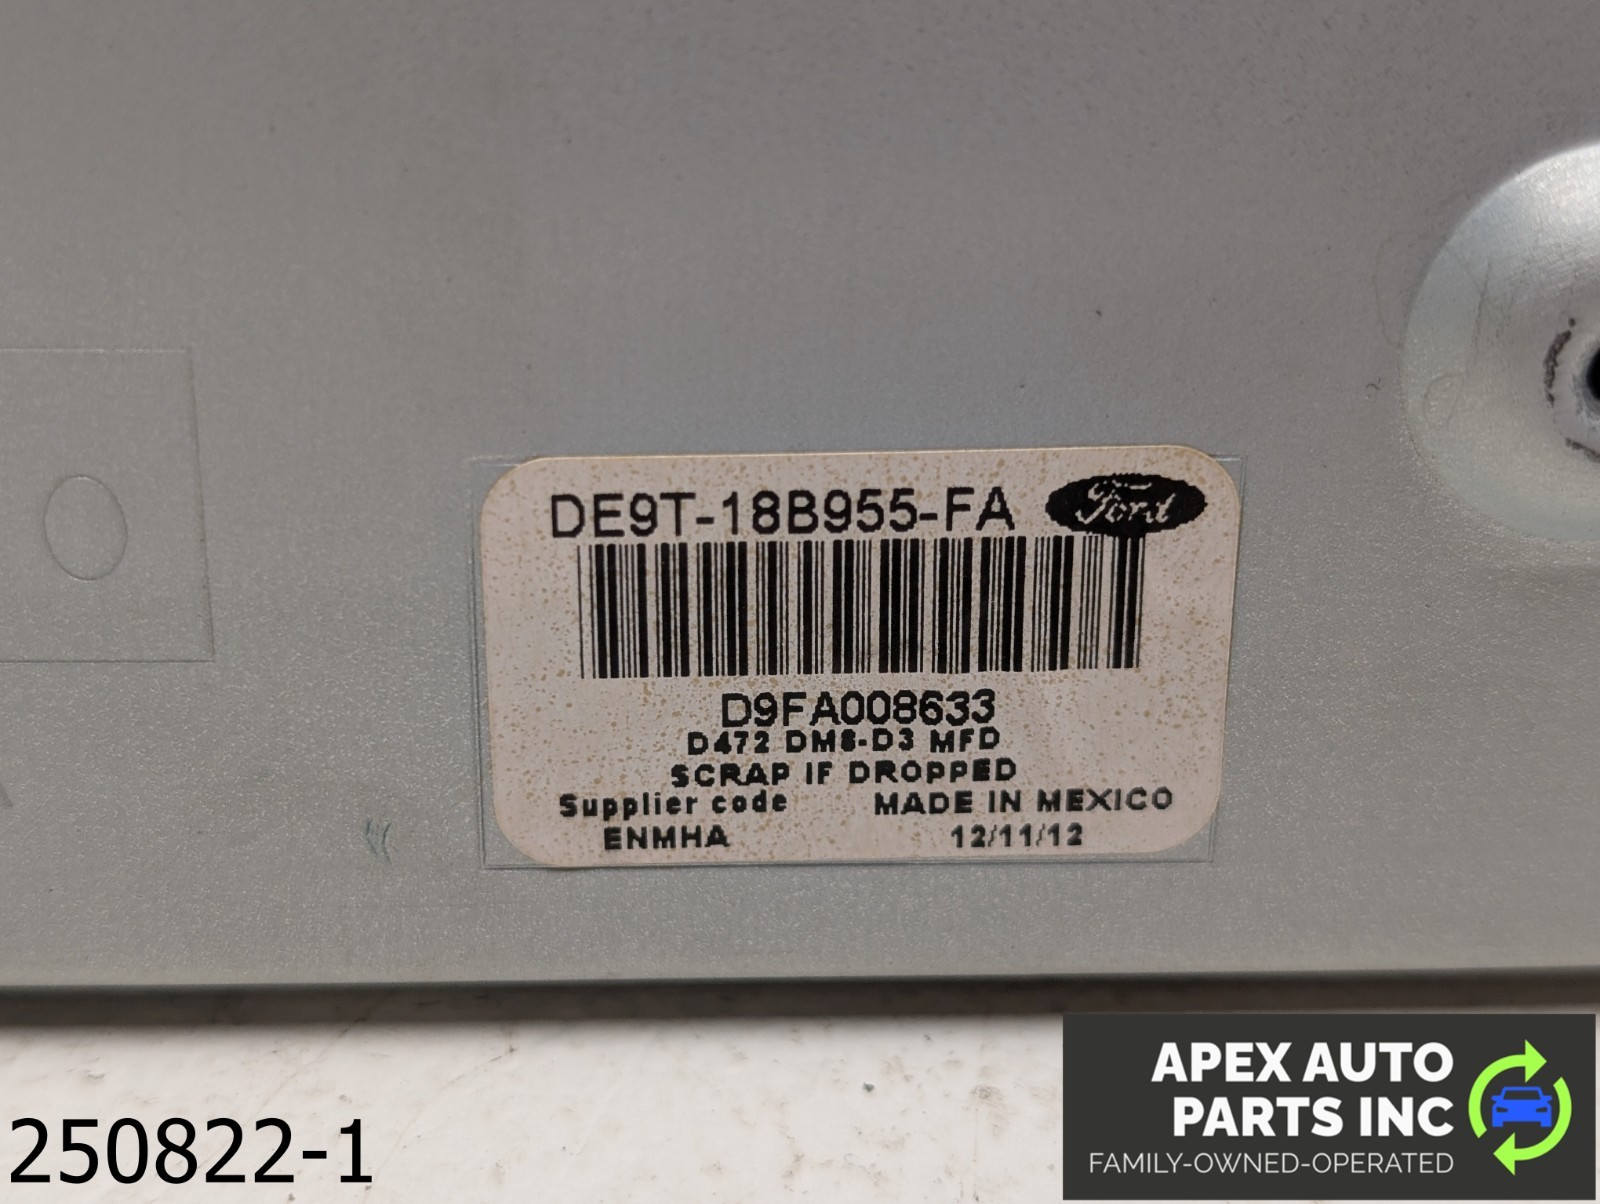 DE9T-18B955-FA Ford
D9FA008633
D472 DM8-D3 MFD
SCRAP IF DROPPED
Supplier code MADE IN MEXICO
ENMHA 12/11/12
250822-1
APEX AUTO
PARTS INC
FAMILY-OWNED-OPERATED